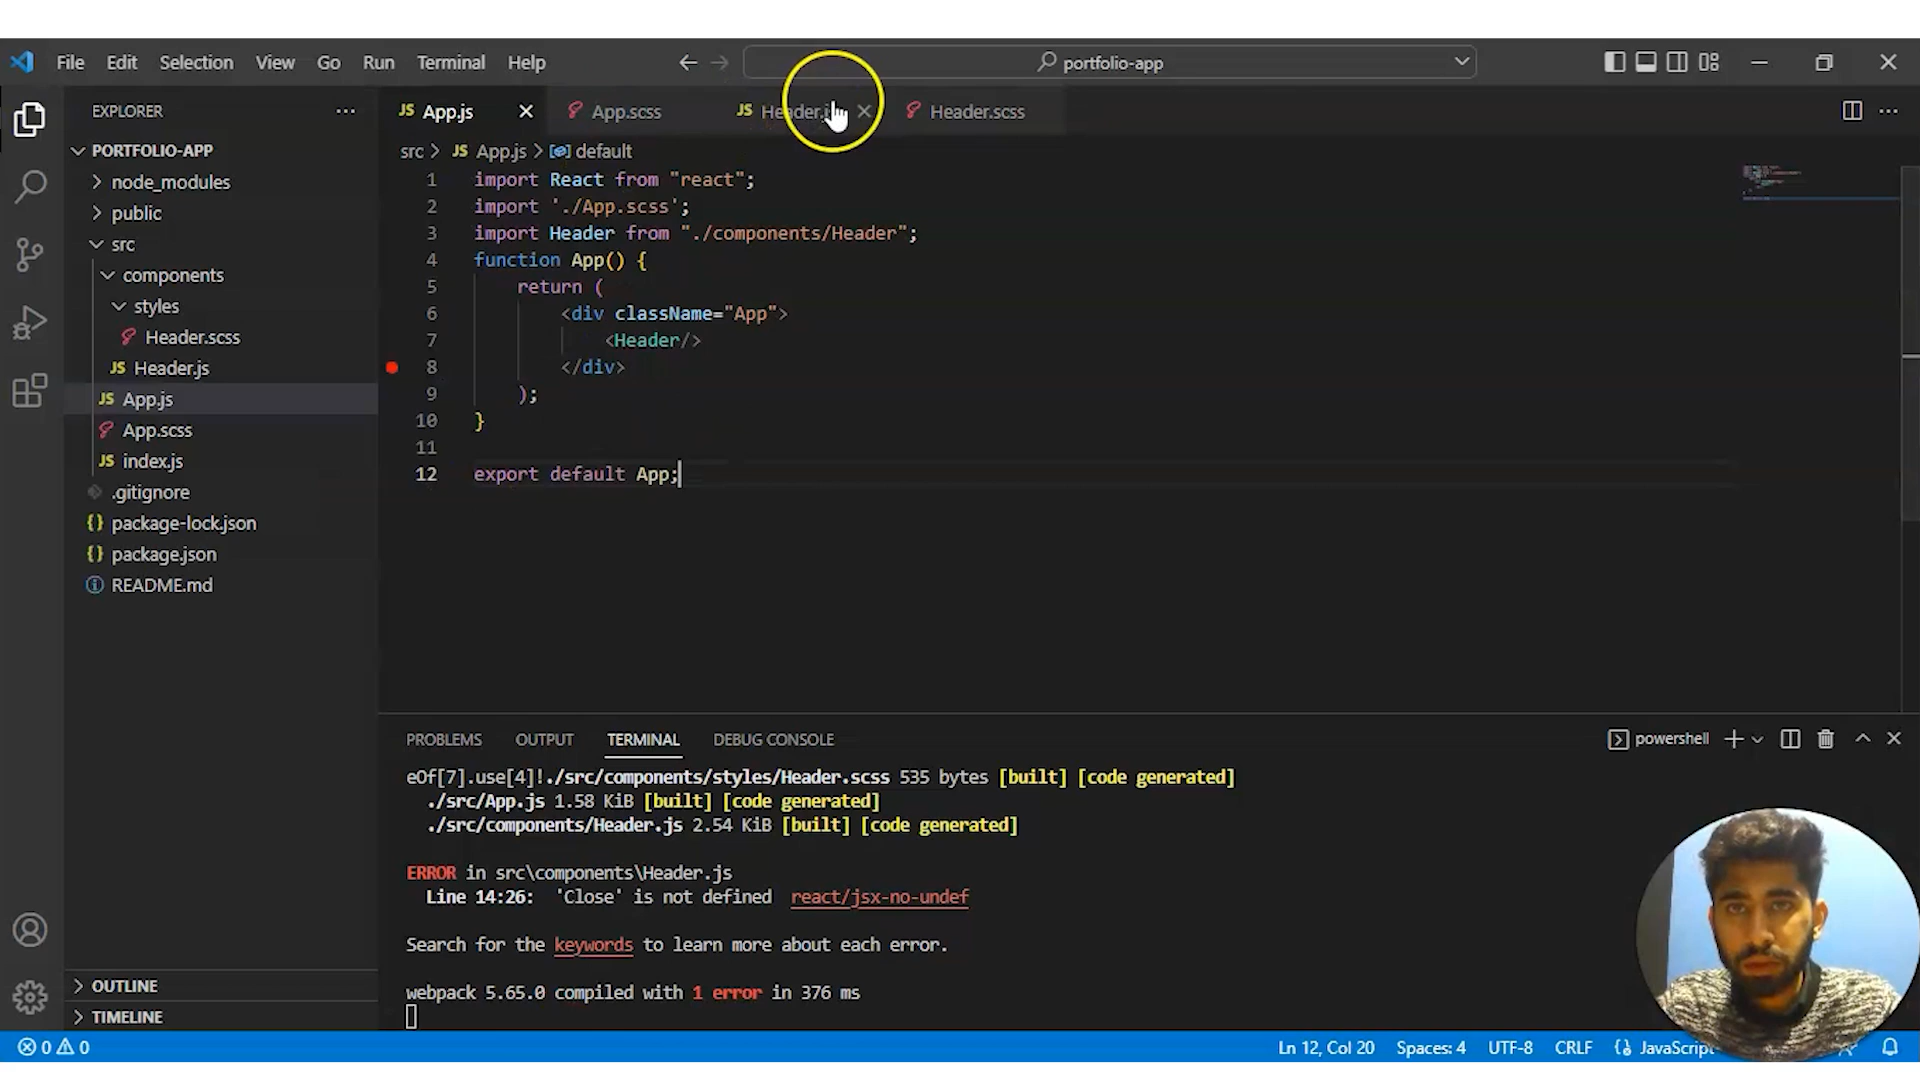 File Edit Selection View Go Run Terminal Help
portfolio-app
EXPLORER
PORTFOLIO-APP
node_modules
public
src
components
styles
Header.scss
JS Header.js
JS App.js
App.scss
JS index.js
.gitignore
{} package-lock.json
{} package.json
README.md
OUTLINE
TIMELINE
JS App.js App.scss JS Header.j Header.scss
src > JS App.js > default
1 import React from "react";
2 import './App.scss';
3 import Header from "./components/Header";
4 function App() {
5 return (
6 <div className="App">
7 <Header/>
8 </div>
9 );
10 }
11
12 export default App;
PROBLEMS OUTPUT TERMINAL DEBUG CONSOLE
powershell
eOf[7].use[4]!./src/components/styles/Header.scss 535 bytes [built] [code generated]
./src/App.js 1.58 KiB [built] [code generated]
./src/components/Header.js 2.54 KiB [built] [code generated]
ERROR in src\components\Header.js
Line 14:26: 'Close' is not defined react/jsx-no-undef
Search for the keywords to learn more about each error.
webpack 5.65.0 compiled with 1 error in 376 ms
0 0 Ln 12, Col 20 Spaces: 4 UTF-8 CRLF JavaScript